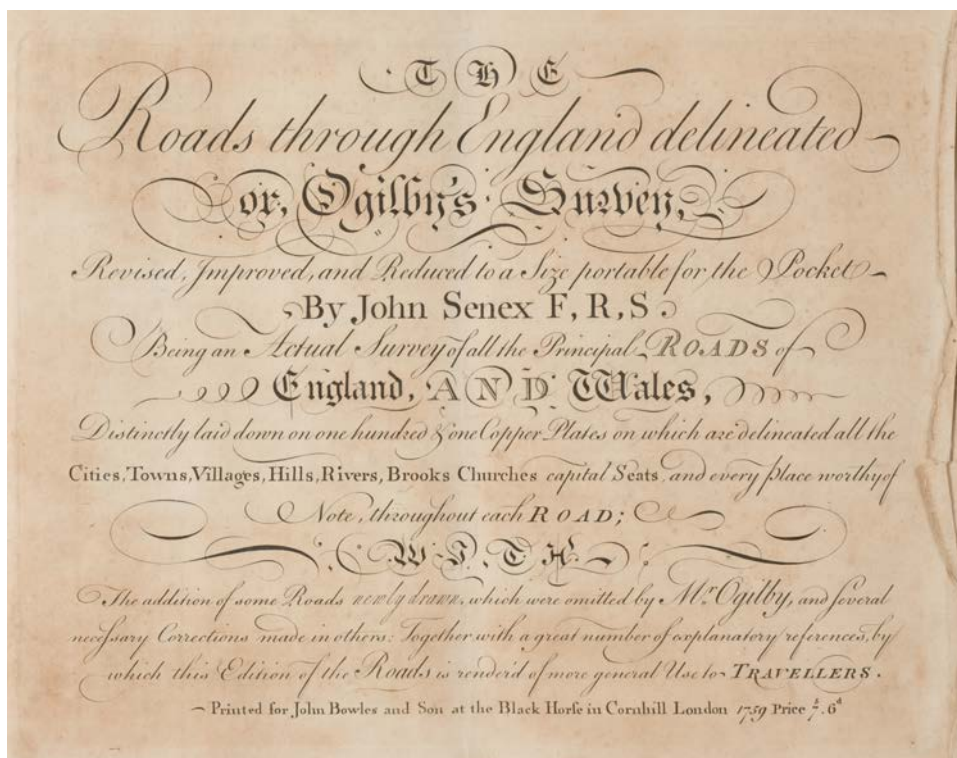 THE
Roads through England delineated
or, Ogilby's Survey,
Revised, Improved, and Reduced to a Size portable for the Pocket
By John Senex F,R,S.
Being an Actual Survey of all the Principal ROADS of
England, AND Wales,
Distinctly laid down on one hundred & one Copper Plates on which are delineated all the
Cities, Towns, Villages, Hills, Rivers, Brooks Churches capital Seats, and every place worthy of
Note, throughout each ROAD;
WITH
The addition of some Roads newly drawn, which were omitted by Mr. Ogilby, and ſeveral
neceſsary Corrections made in others: Together with a great number of explanatory references, by
which this Edition of the Roads is render'd of more general Use to TRAVELLERS.
Printed for John Bowles and Son at the Black Horſe in Cornhill London 1759 Price s7. 6d